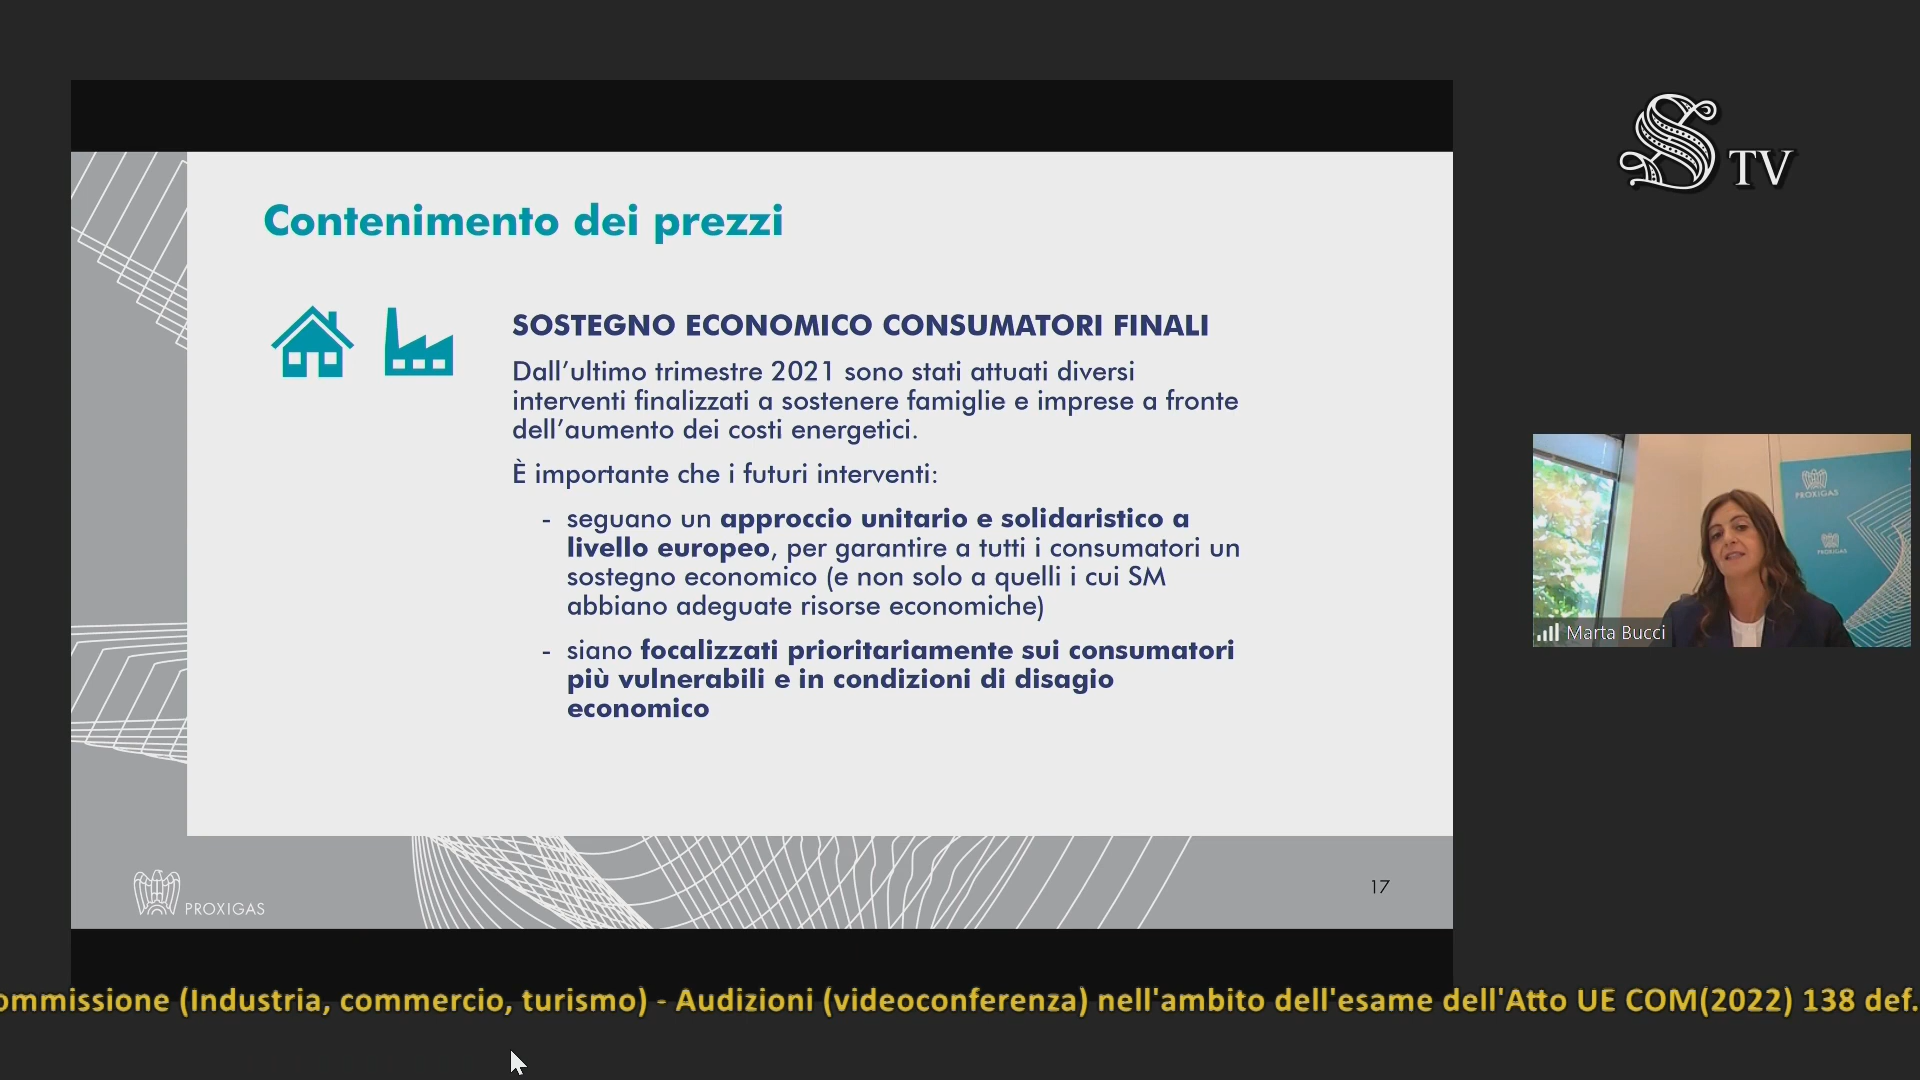 S TV
Contenimento dei prezzi
SOSTEGNO ECONOMICO CONSUMATORI FINALI
Dall'ultimo trimestre 2021 sono stati attuati diversi
interventi finalizzati a sostenere famiglie e imprese a fronte
dell'aumento dei costi energetici.
È importante che i futuri interventi:
- seguano un approccio unitario e solidaristico a
livello europeo, per garantire a tutti i consumatori un
sostegno economico (e non solo a quelli i cui SM
abbiano adeguate risorse economiche)
- siano focalizzati prioritariamente sui consumatori
più vulnerabili e in condizioni di disagio
economico
PROXIGAS
17
PROXIGAS
PROXIGAS
Marta Bucci
ommissione (Industria, commercio, turismo) - Audizioni (videoconferenza) nell'ambito dell'esame dell'Atto UE COM(2022) 138 def.